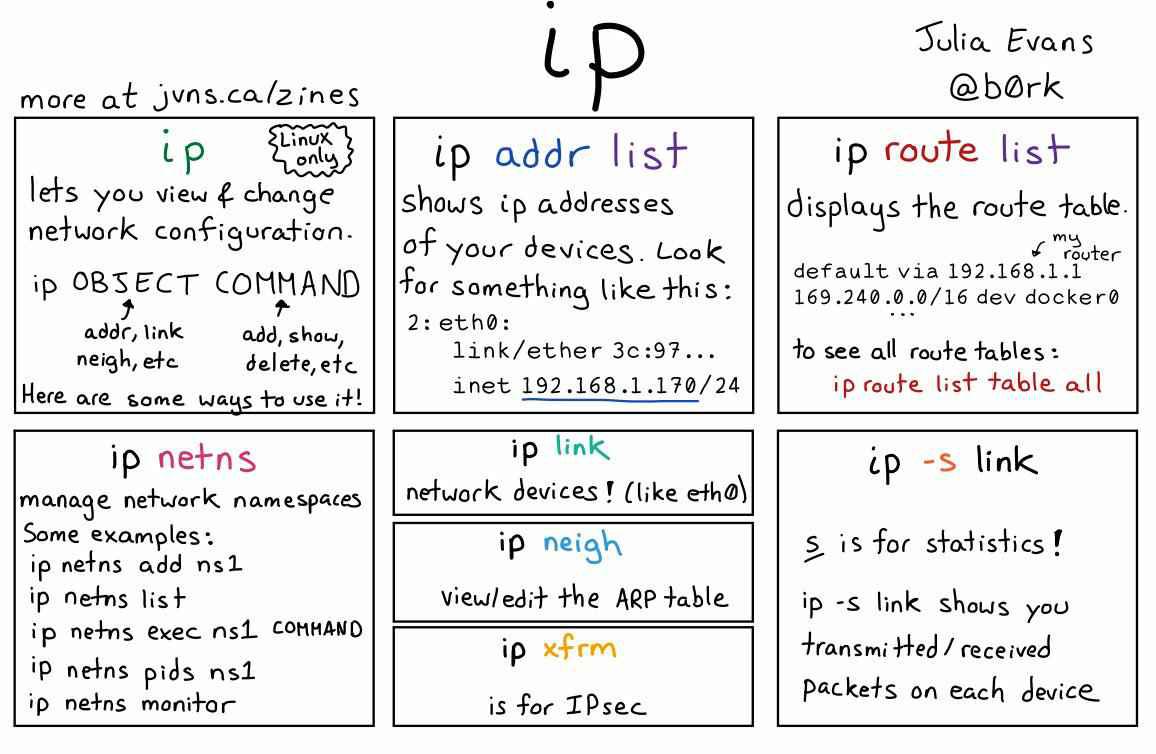 ip
Julia Evans
@b0rk
more at jvns.ca/zines
ip
Linux
only
lets you view & change
network configuration.
ip OBJECT COMMAND
addr, link
neigh, etc
add, show,
delete, etc
Here are some ways to use it!
ip addr list
shows ip addresses
of your devices. Look
for something like this:
2: eth0:
link/ether 3c:97...
inet 192.168.1.170/24
ip route list
displays the route table.
my
router
default via 192.168.1.1
169.240.0.0/16 dev docker0
...
to see all route tables:
ip route list table all
ip netns
manage network namespaces
Some examples:
ip netns add ns1
ip netns list
ip netns exec ns1 COMMAND
ip netns pids ns1
ip netns monitor
ip link
network devices! (like eth0)
ip neigh
view/edit the ARP table
ip xfrm
is for IPsec
ip -s link
s is for statistics!
ip -s link shows you
transmitted/received
packets on each device